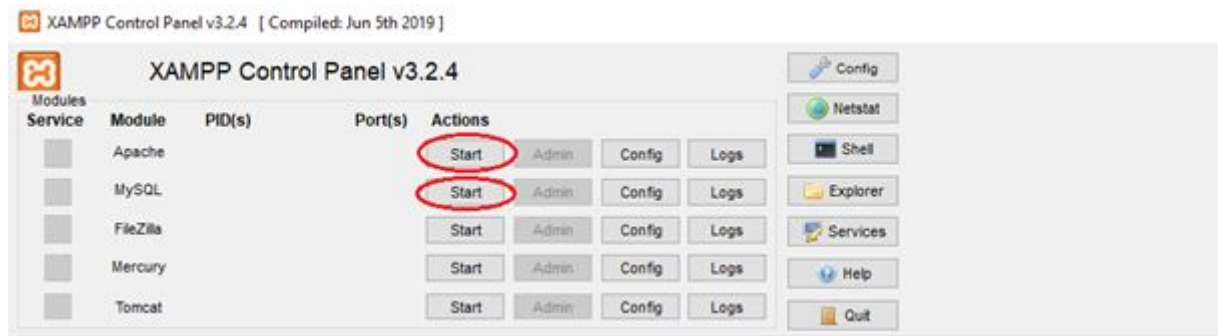 XAMPP Control Panel v3.2.4 [ Compiled: Jun 5th 2019 ]
XAMPP Control Panel v3.2.4
Config
Modules
Service Module PID(s) Port(s) Actions
Netstat
Apache Start Admin Config Logs
Shell
MySQL Start Admin Config Logs
Explorer
FileZilla Start Admin Config Logs
Services
Mercury Start Admin Config Logs
Help
Tomcat Start Admin Config Logs
Quit